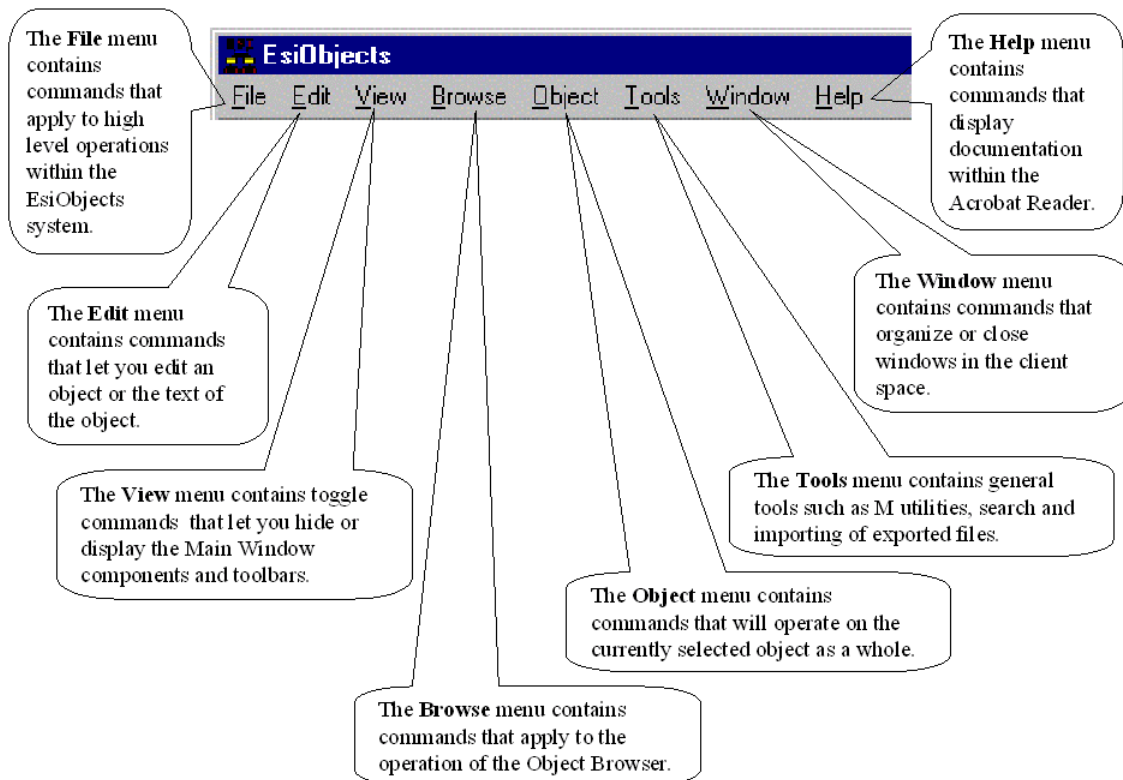 EsiObjects
File Edit View Browse Object Tools Window Help
The File menu
contains
commands that
apply to high
level operations
within the
EsiObjects
system.
The Help menu
contains
commands that
display
documentation
within the
Acrobat Reader.
The Edit menu
contains commands
that let you edit an
object or the text of
the object.
The Window menu
contains commands that
organize or close
windows in the client
space.
The View menu contains toggle
commands that let you hide or
display the Main Window
components and toolbars.
The Tools menu contains general
tools such as M utilities, search and
importing of exported files.
The Object menu contains
commands that will operate on the
currently selected object as a whole.
The Browse menu contains
commands that apply to the
operation of the Object Browser.